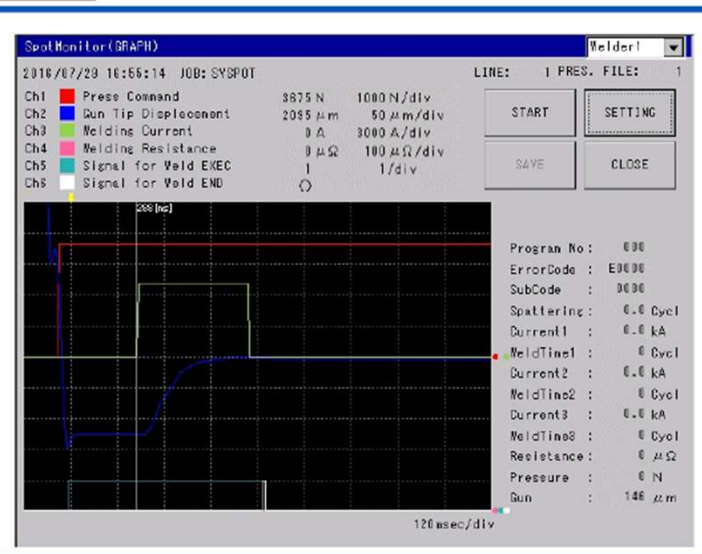 SpotMonitor(GRAPH) Welder1
2016/07/29 16:55:14 JOB: SVSPOT LINE: 1 PRES. FILE: 1
Ch1 Press Command 3675 N 1000 N/div
Ch2 Gun Tip Displacement 2095 μm 50 μm/div
Ch3 Welding Current 0 A 3000 A/div
Ch4 Welding Resistance 0 μΩ 100 μΩ/div
Ch5 Signal for Weld EXEC 1 1/div
Ch6 Signal for Weld END
START SETTING
SAVE CLOSE
288 [ms]
Program No: 000
ErrorCode : E0000
SubCode : 0000
Spattering: 0.0 Cycl
Current1 : 0.0 kA
WeldTime1 : 0 Cycl
Current2 : 0.0 kA
WeldTime2 : 0 Cycl
Current3 : 0.0 kA
WeldTime3 : 0 Cycl
Resistance: 0 μΩ
Pressure : 0 N
Gun : 146 μm
120msec/div